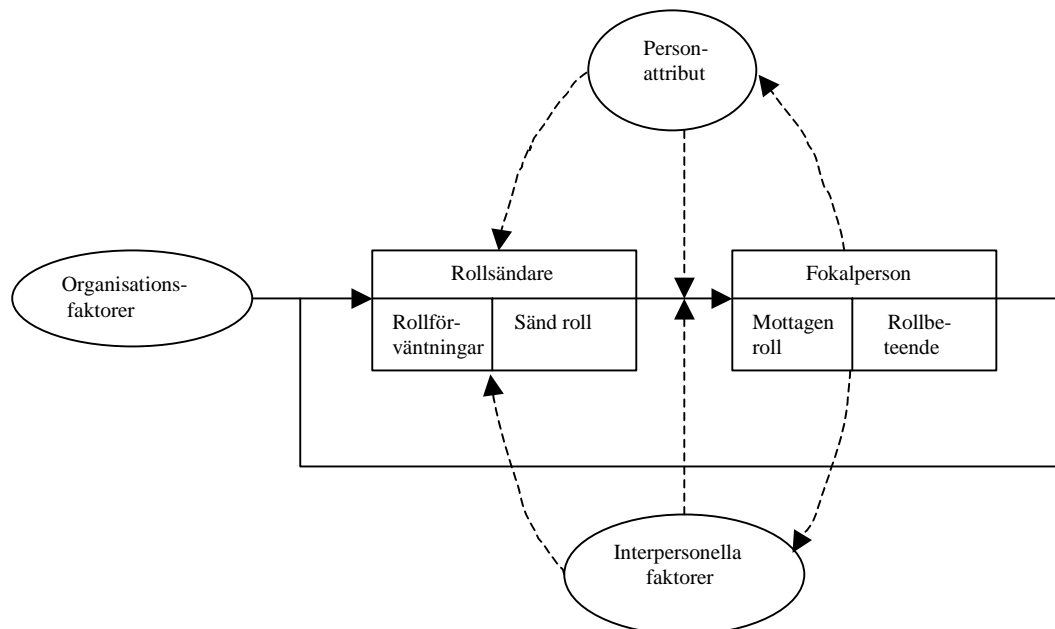 Person-
attribut
Organisations-
faktorer
Rollsändare
Rollför-
väntningar
Sänd roll
Fokalperson
Mottagen
roll
Rollbe-
teende
Interpersonella
faktorer